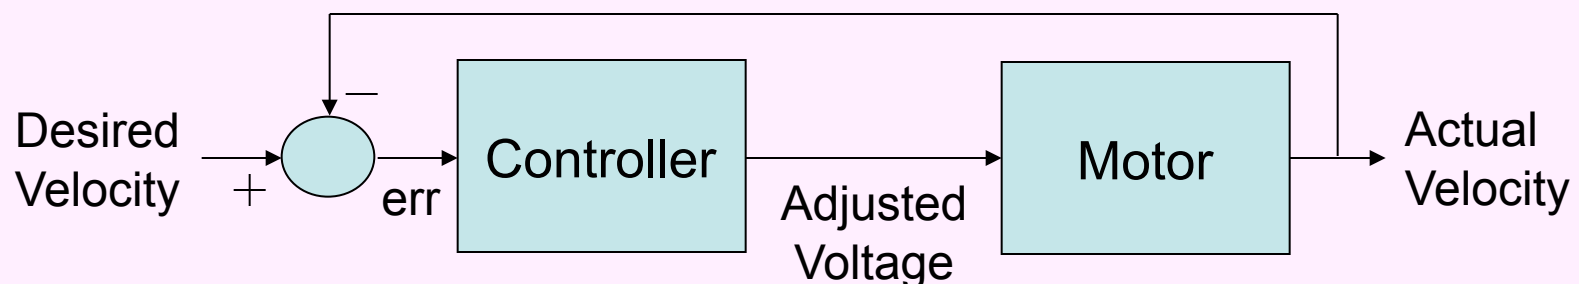 Desired
Velocity
+
−
err
Controller
Adjusted
Voltage
Motor
Actual
Velocity